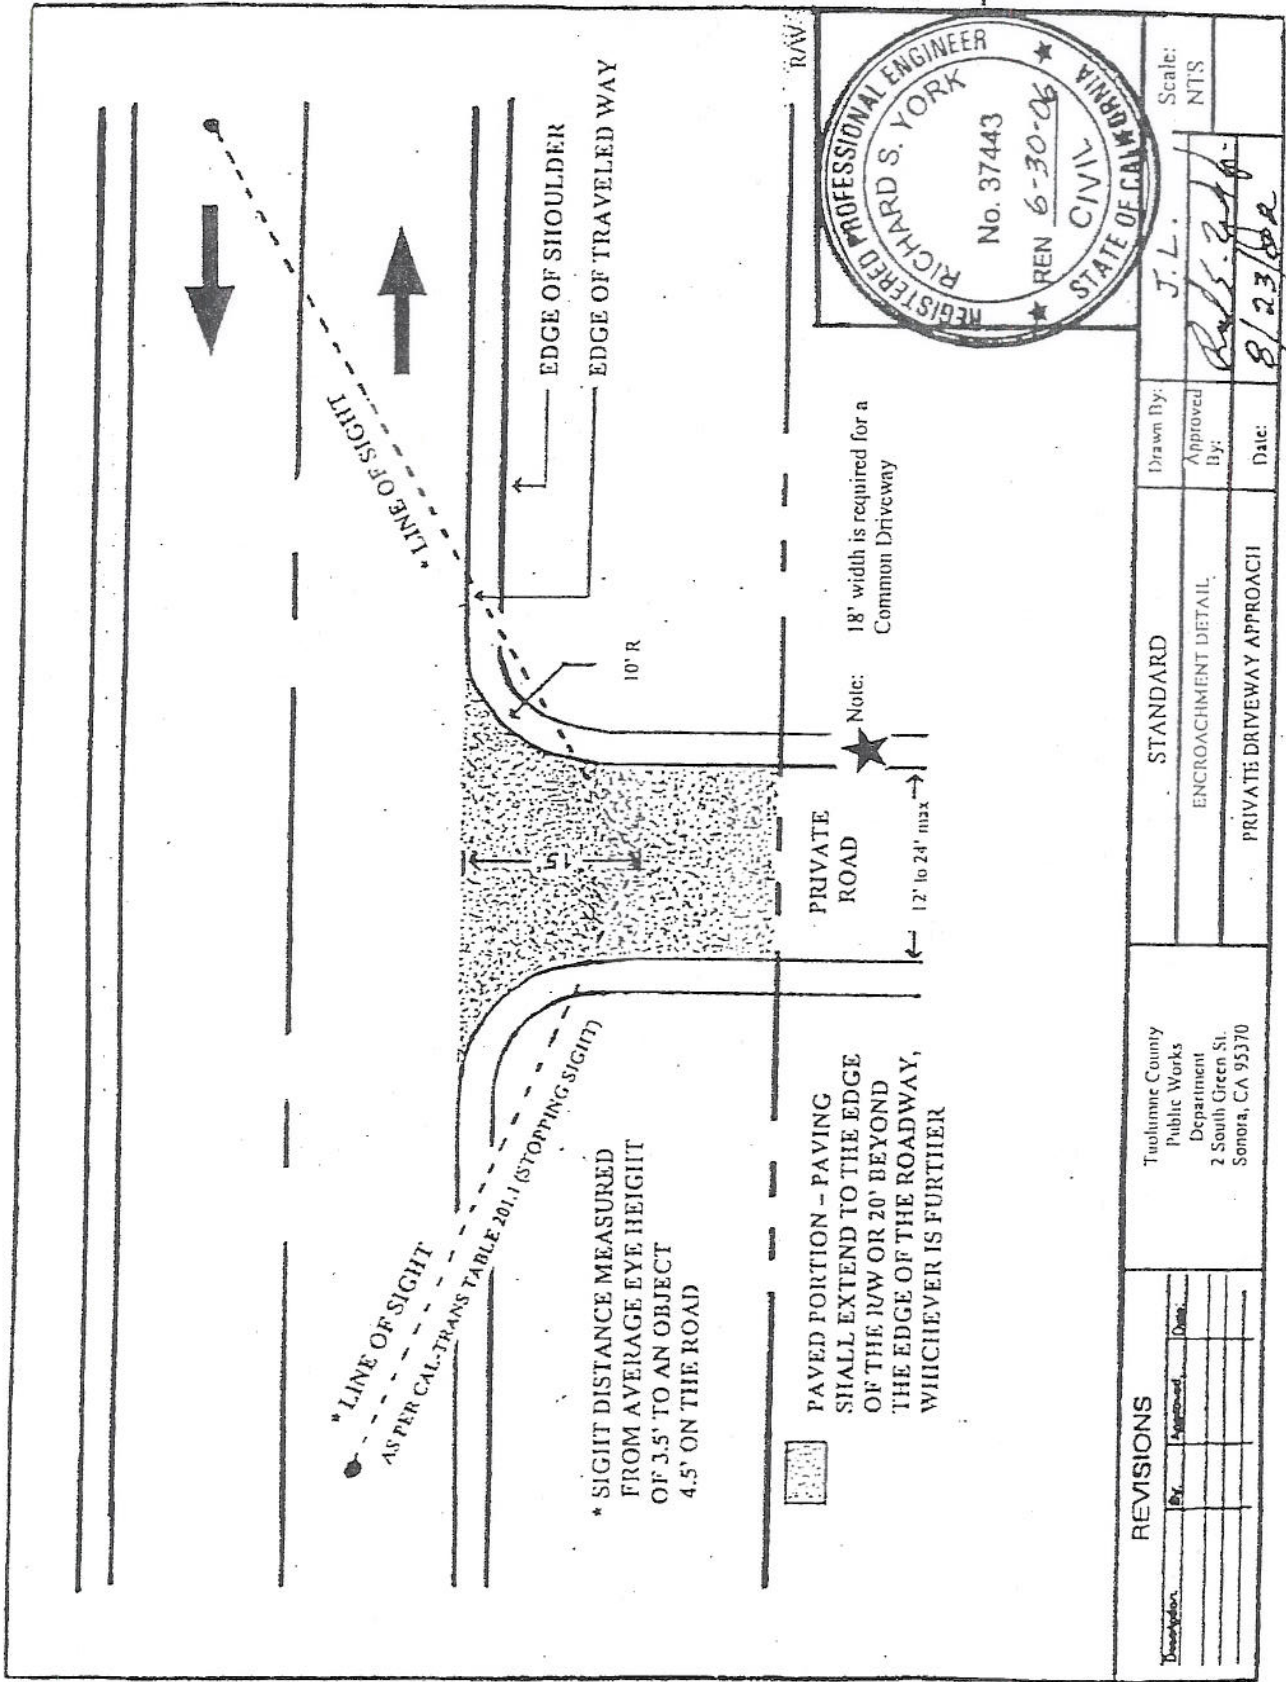 * LINE OF SIGHT
* LINE OF SIGHT
AS PER CAL-TRANS TABLE 201.1 (STOPPING SIGHT)
EDGE OF SHOULDER
EDGE OF TRAVELED WAY
10' R
15'
* SIGHT DISTANCE MEASURED
FROM AVERAGE EYE HEIGHT
OF 3.5' TO AN OBJECT
4.5' ON THE ROAD
R/W
PAVED PORTION – PAVING
SHALL EXTEND TO THE EDGE
OF THE R/W OR 20' BEYOND
THE EDGE OF THE ROADWAY,
WHICHEVER IS FURTHER
PRIVATE
ROAD
12' to 24' max
Note:
18' width is required for a
Common Driveway
REGISTERED PROFESSIONAL ENGINEER
RICHARD S. YORK
No. 37443
REN 6-30-06
CIVIL
STATE OF CALIFORNIA
REVISIONS
Description
By.
Approved.
Date:
Tuolumne County
Public Works
Department
2 South Green St.
Sonora, CA 95370
STANDARD
ENCROACHMENT DETAIL
PRIVATE DRIVEWAY APPROACH
Drawn By:
J.L.
Approved
By:
Date:
Scale:
NTS